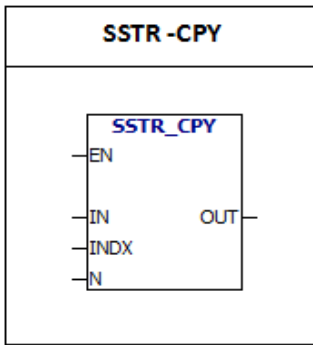 SSTR -CPY
SSTR_CPY
EN
IN OUT
INDX
N